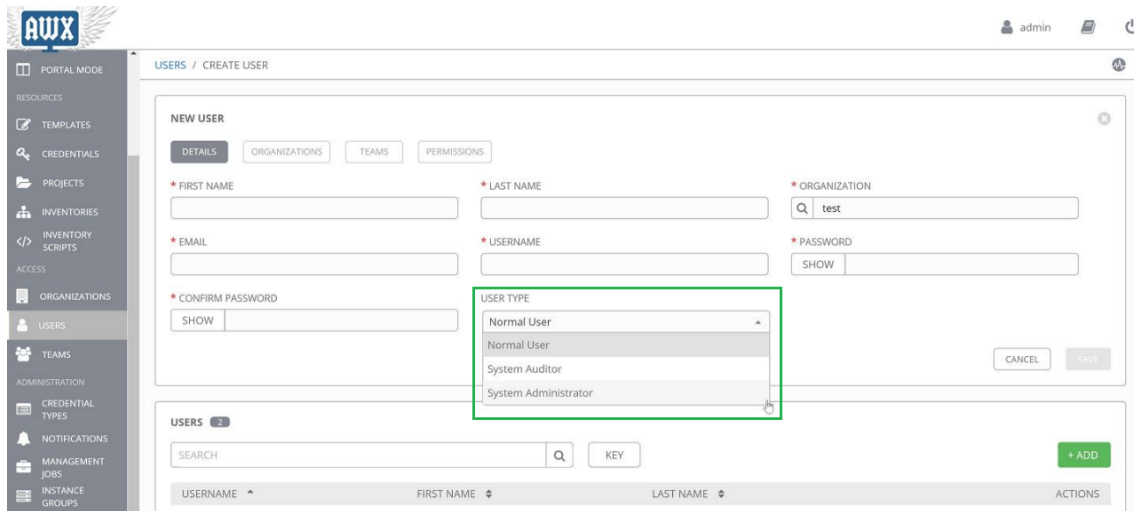 AWX
admin
PORTAL MODE
USERS / CREATE USER
RESOURCES
TEMPLATES
CREDENTIALS
PROJECTS
INVENTORIES
INVENTORY
SCRIPTS
ACCESS
ORGANIZATIONS
USERS
TEAMS
ADMINISTRATION
CREDENTIAL
TYPES
NOTIFICATIONS
MANAGEMENT
JOBS
INSTANCE
GROUPS
NEW USER
DETAILS ORGANIZATIONS TEAMS PERMISSIONS
* FIRST NAME * LAST NAME * ORGANIZATION
test
* EMAIL * USERNAME * PASSWORD
SHOW
* CONFIRM PASSWORD USER TYPE
SHOW Normal User
Normal User
System Auditor
System Administrator
CANCEL SAVE
USERS 2
SEARCH KEY + ADD
USERNAME FIRST NAME LAST NAME ACTIONS